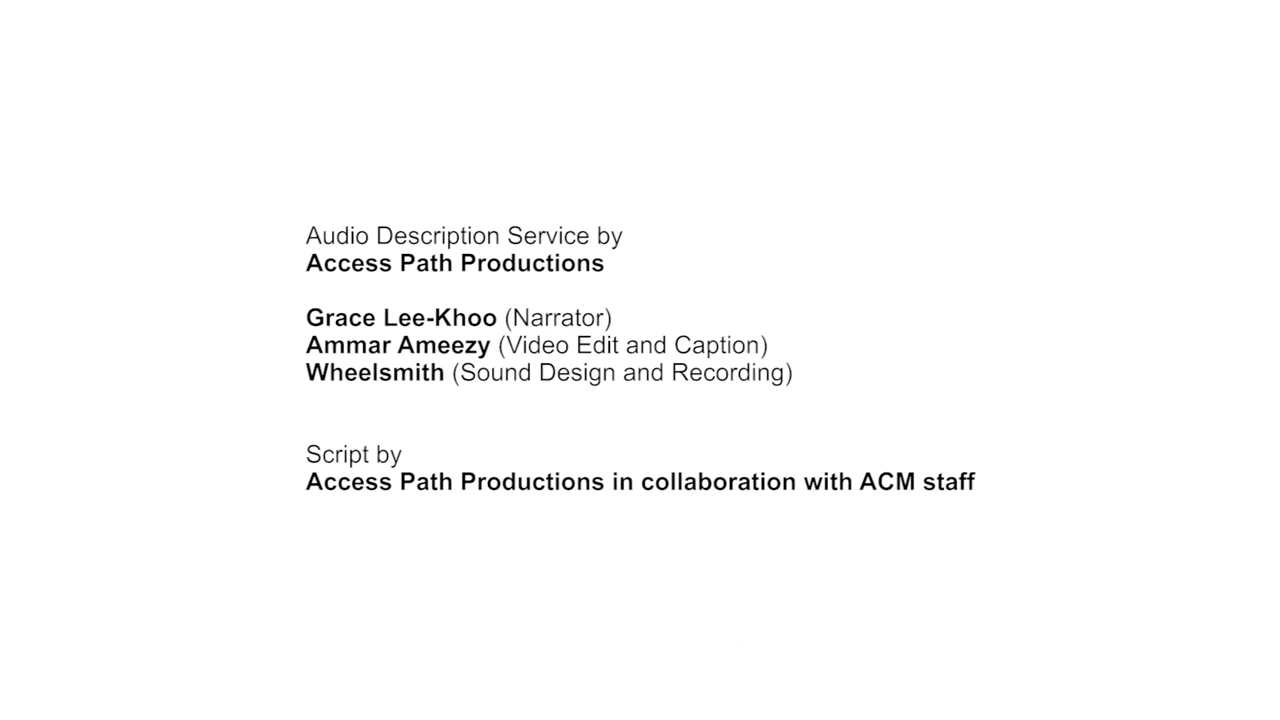 Audio Description Service by
Access Path Productions
Grace Lee-Khoo (Narrator)
Ammar Ameezy (Video Edit and Caption)
Wheelsmith (Sound Design and Recording)
Script by
Access Path Productions in collaboration with ACM staff